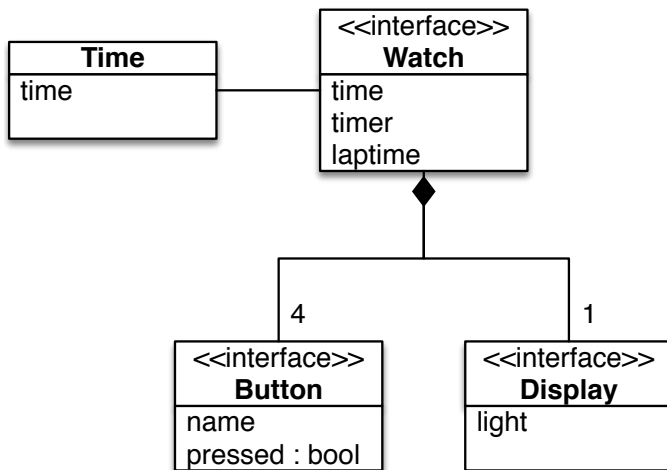 Time
time
<<interface>>
Watch
time
timer
laptime
4
1
<<interface>>
Button
name
pressed : bool
<<interface>>
Display
light